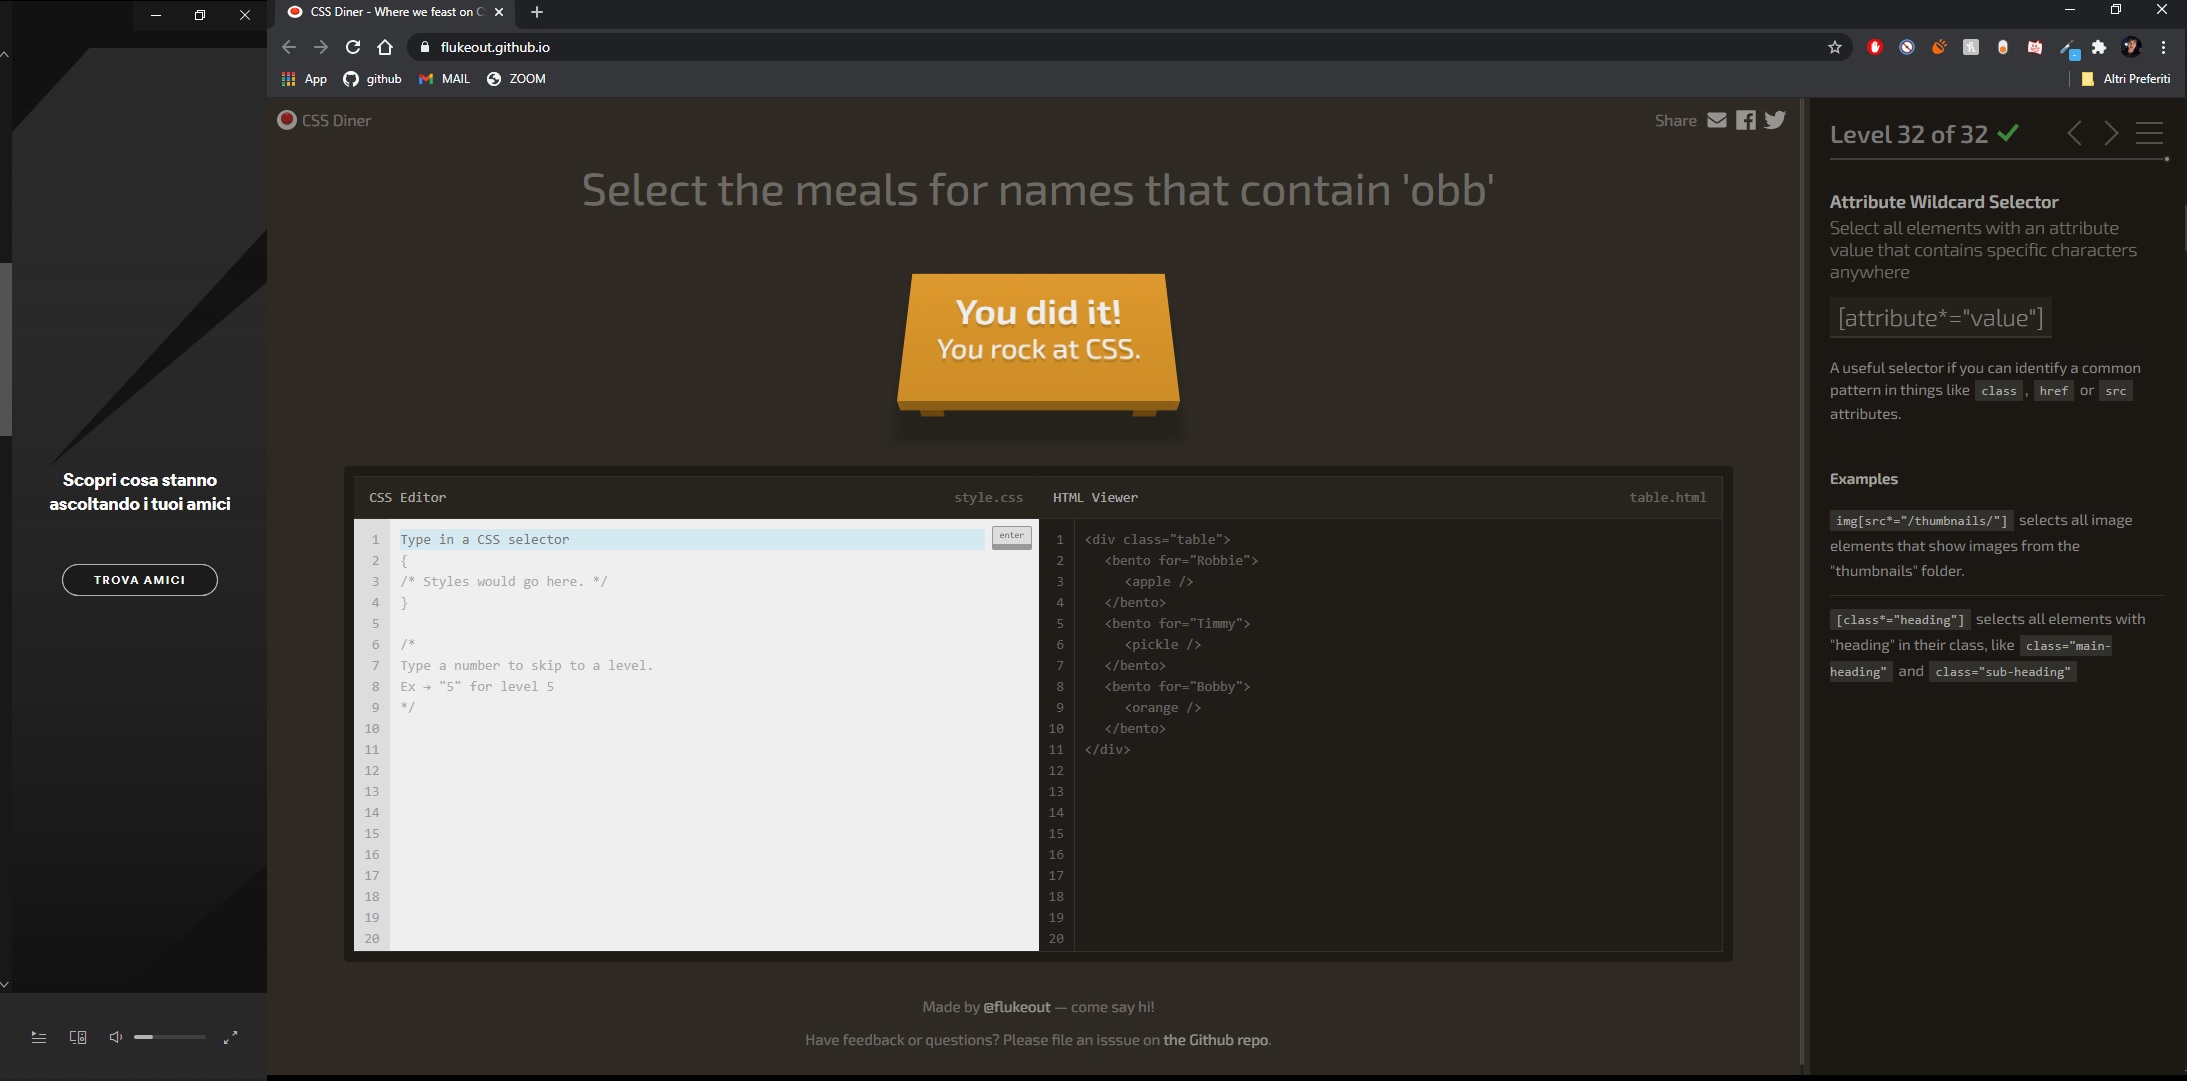 CSS Diner - Where we feast on C
flukeout.github.io
App
github
MAIL
ZOOM
Altri Preferiti
Scopri cosa stanno
ascoltando i tuoi amici
TROVA AMICI
CSS Diner
Share
Select the meals for names that contain 'obb'
You did it!
You rock at CSS.
CSS Editor
style.css
1 Type in a CSS selector
enter
2 {
3 /* Styles would go here. */
4 }
5
6 /*
7 Type a number to skip to a level.
8 Ex → "5" for level 5
9 */
10
11
12
13
14
15
16
17
18
19
20
HTML Viewer
table.html
1 <div class="table">
2 <bento for="Robbie">
3 <apple />
4 </bento>
5 <bento for="Timmy">
6 <pickle />
7 </bento>
8 <bento for="Bobby">
9 <orange />
10 </bento>
11 </div>
12
13
14
15
16
17
18
19
20
Made by @flukeout — come say hi!
Have feedback or questions? Please file an isssue on the Github repo.
Level 32 of 32
Attribute Wildcard Selector
Select all elements with an attribute
value that contains specific characters
anywhere
[attribute*="value"]
A useful selector if you can identify a common
pattern in things like class , href or src
attributes.
Examples
img[src*="/thumbnails/"] selects all image
elements that show images from the
"thumbnails" folder.
[class*="heading"] selects all elements with
"heading" in their class, like class="main-
heading" and class="sub-heading"